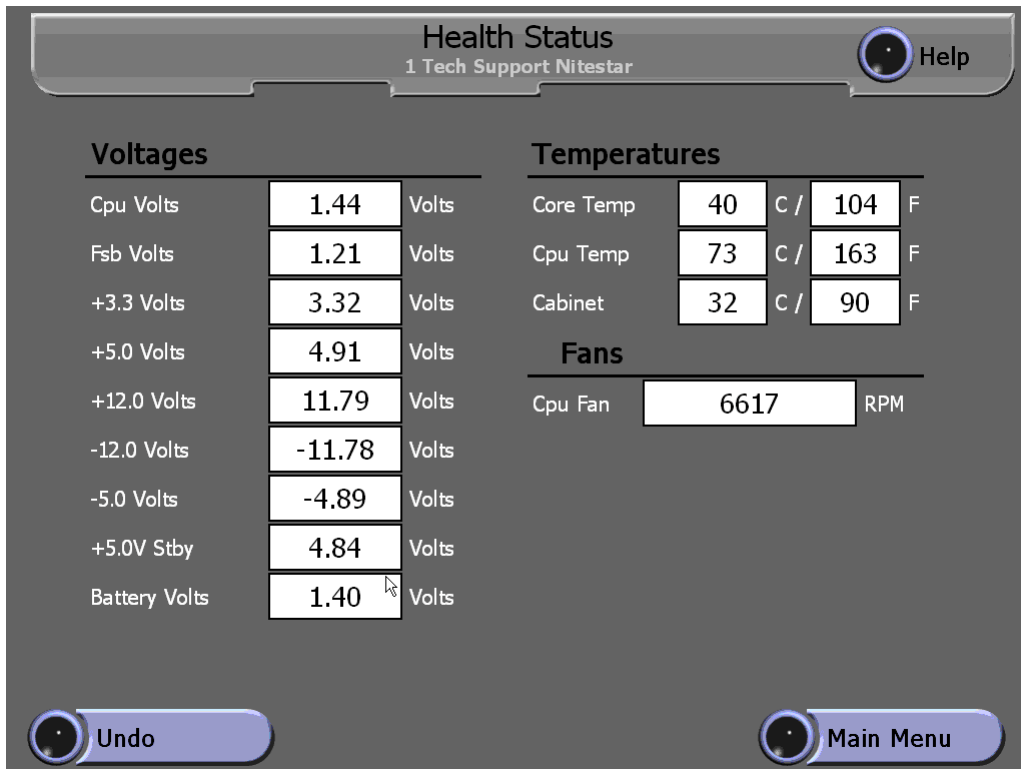 Health Status
1 Tech Support Nitestar
Help
Voltages
Cpu Volts 1.44 Volts
Fsb Volts 1.21 Volts
+3.3 Volts 3.32 Volts
+5.0 Volts 4.91 Volts
+12.0 Volts 11.79 Volts
-12.0 Volts -11.78 Volts
-5.0 Volts -4.89 Volts
+5.0V Stby 4.84 Volts
Battery Volts 1.40 Volts
Temperatures
Core Temp 40 C / 104 F
Cpu Temp 73 C / 163 F
Cabinet 32 C / 90 F
Fans
Cpu Fan 6617 RPM
Undo
Main Menu